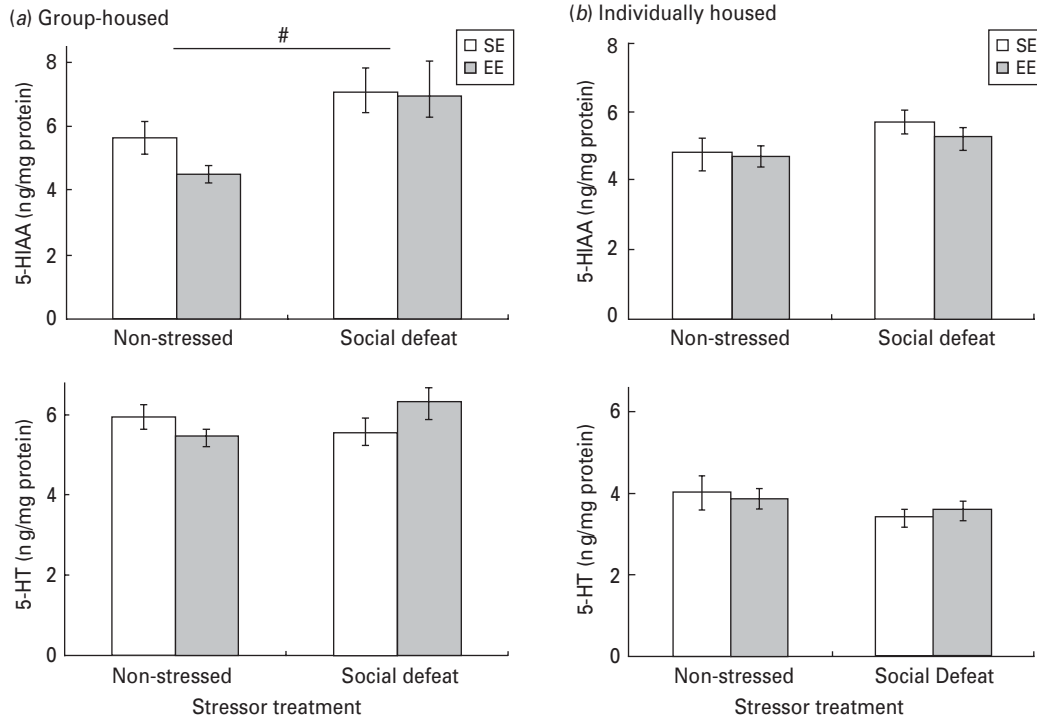 (a) Group-housed
#
SE
EE
5-HIAA (ng/mg protein)
8
6
4
2
0
Non-stressed Social defeat
(b) Individually housed
SE
EE
5-HIAA (ng/mg protein)
8
6
4
2
0
Non-stressed Social defeat
5-HT (ng/mg protein)
6
4
2
0
Non-stressed Social defeat
Stressor treatment
5-HT (ng/mg protein)
6
4
2
0
Non-stressed Social Defeat
Stressor treatment